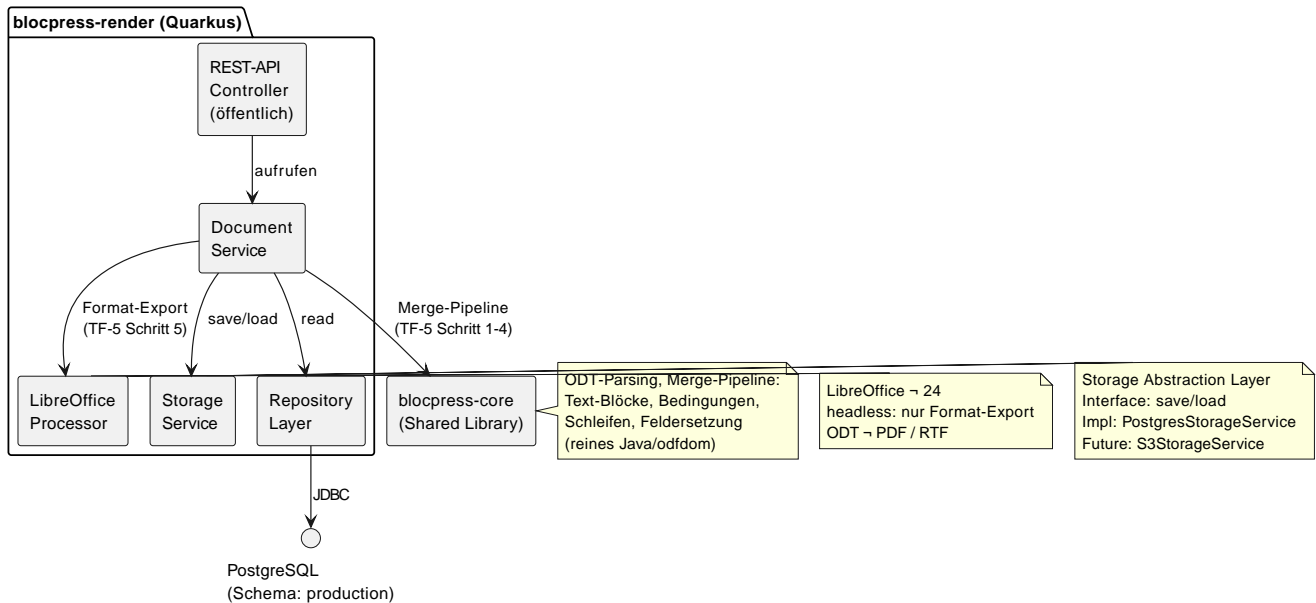 blocpress-render (Quarkus)
REST-API
Controller
(öffentlich)
aufrufen
Document
Service
Format-Export
(TF-5 Schritt 5)
save/load
read
Merge-Pipeline
(TF-5 Schritt 1-4)
LibreOffice
Processor
Storage
Service
Repository
Layer
blocpress-core
(Shared Library)
ODT-Parsing, Merge-Pipeline:
Text-Blöcke, Bedingungen,
Schleifen, Feldersetzung
(reines Java/odfdom)
LibreOffice ¬ 24
headless: nur Format-Export
ODT ¬ PDF / RTF
Storage Abstraction Layer
Interface: save/load
Impl: PostgresStorageService
Future: S3StorageService
JDBC
PostgreSQL
(Schema: production)